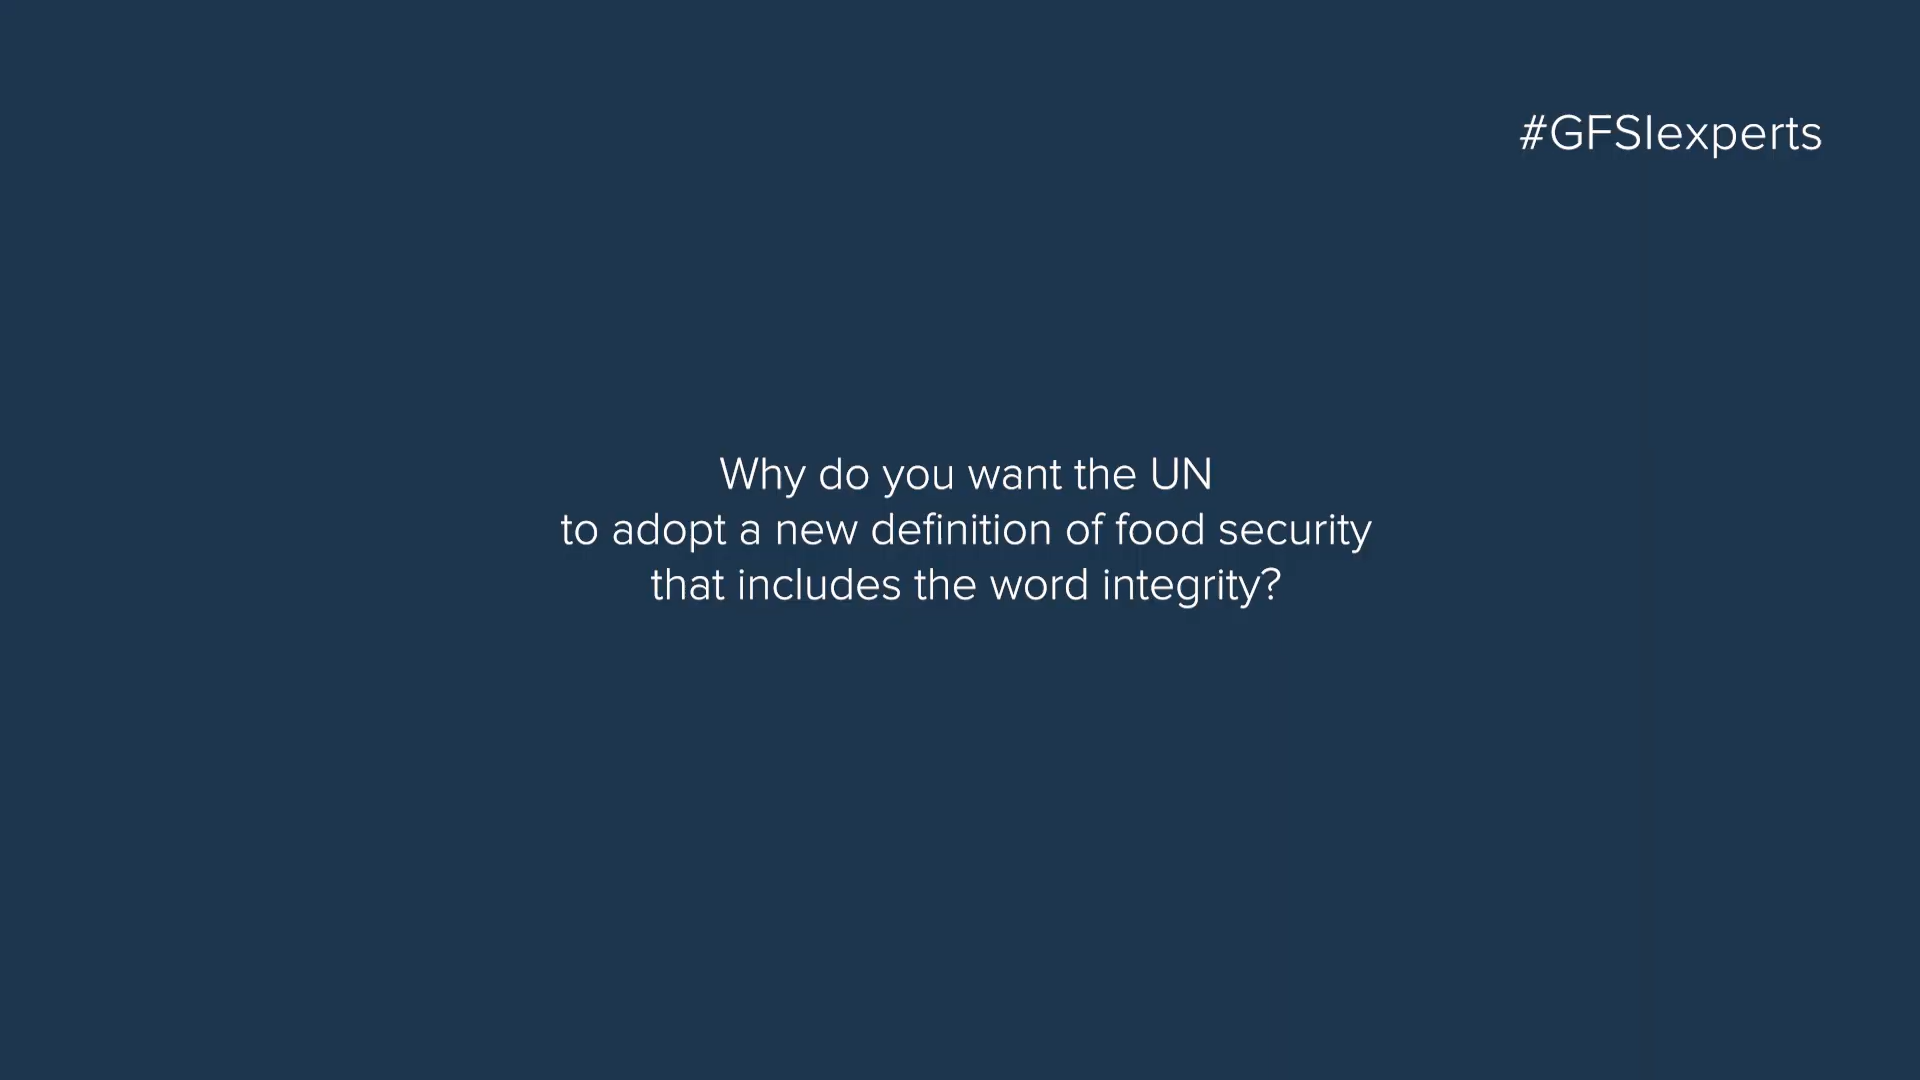 #GFSIexperts
Why do you want the UN
to adopt a new definition of food security
that includes the word integrity?